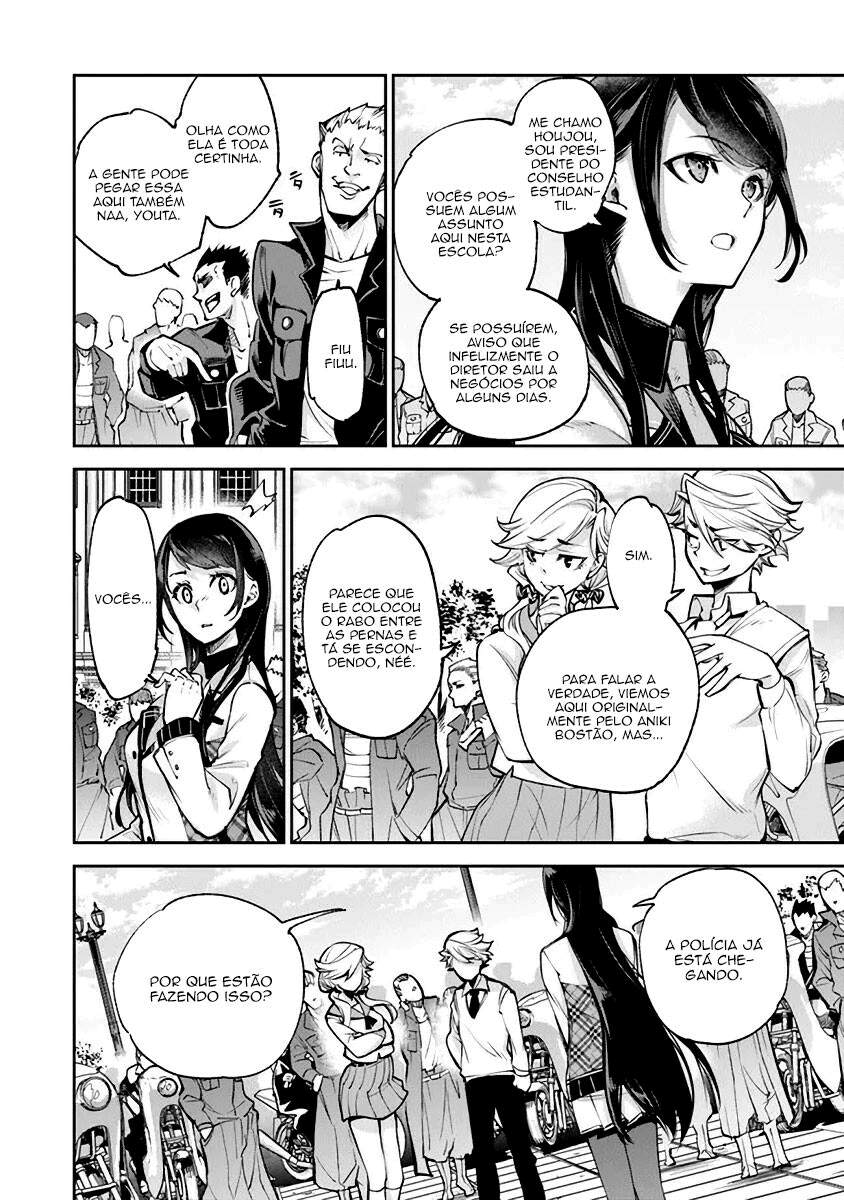 ME CHAMO
HOUJOU,
SOU PRESI-
DENTE DO
CONSELHO
ESTUDAN-
TIL.
VOCÊS POS-
SUEM ALGUM
ASSUNTO
AQUI NESTA
ESCOLA?
SE POSSUÍREM,
AVISO QUE
INFELIZMENTE O
DIRETOR SAIU A
NEGÓCIOS POR
ALGUNS DIAS.
FIU
FIUU.
OLHA COMO
ELA É TODA
CERTINHA.
A GENTE PODE
PEGAR ESSA
AQUI TAMBÉM
NAA, YOUTA.
SIM.
PARA FALAR A
VERDADE, VIEMOS
AQUI ORIGINAL-
MENTE PELO ANIKI
BOSTÃO, MAS...
PARECE QUE
ELE COLOCOU
O RABO ENTRE
AS PERNAS E
TÁ SE ESCON-
DENDO, NÉÉ.
VOCÊS...
A POLÍCIA JÁ
ESTÁ CHE-
GANDO.
POR QUE ESTÃO
FAZENDO ISSO?